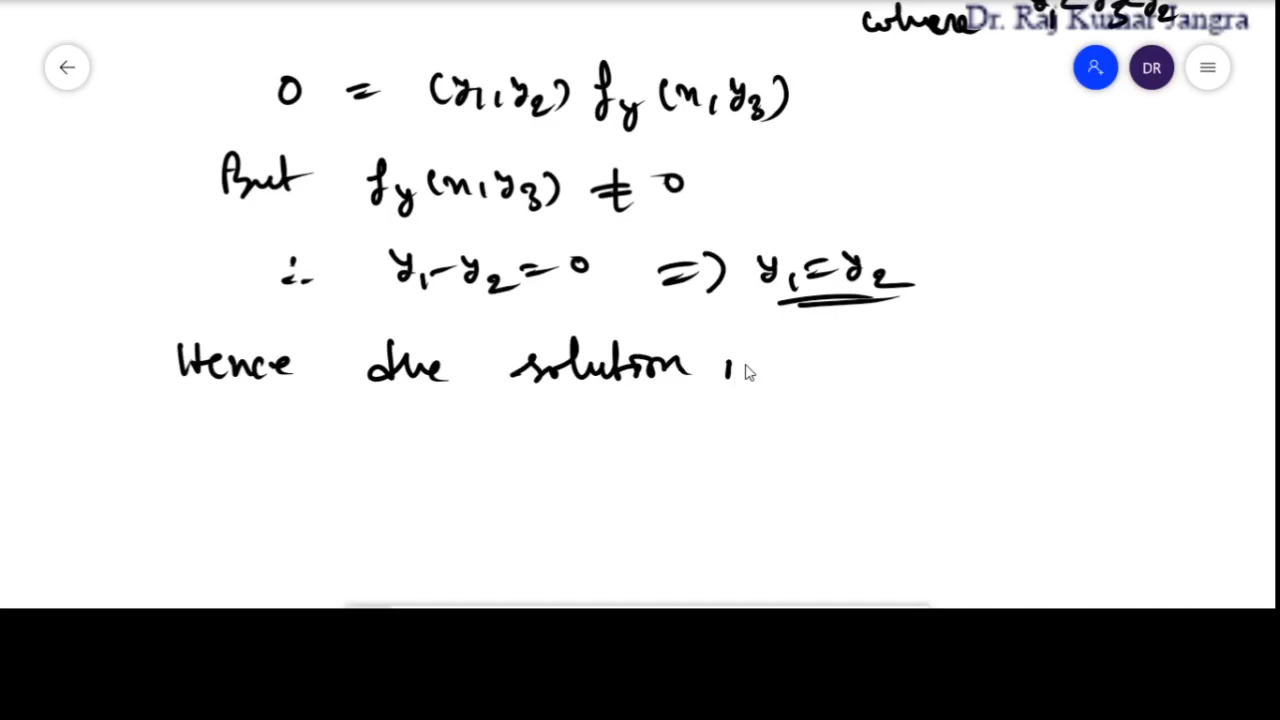 where Dr. Raj Kumar Jangra
DR
0 = (y1, y2) fy (x, y3)
But fy (x, y3) ≠ 0
∴ y1 - y2 = 0 => y1 = y2
Hence the solution